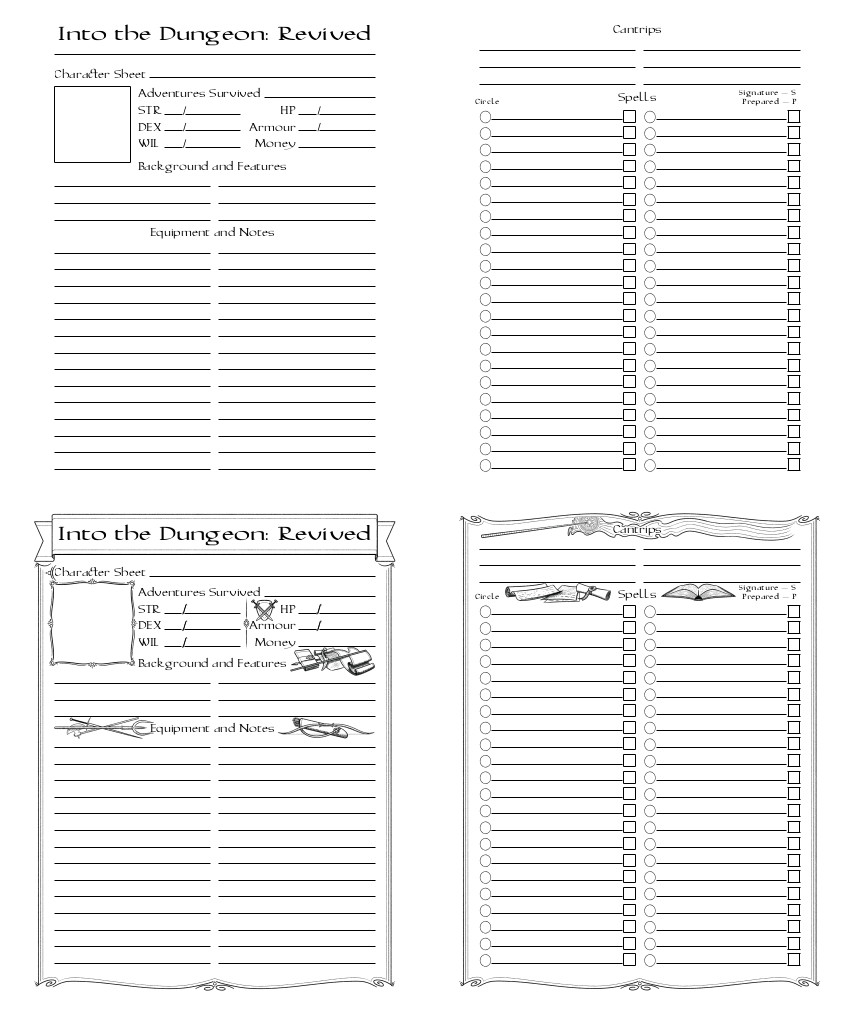 Into the Dungeon: Revived
Character Sheet
Adventures Survived
STR / HP /
DEX / Armour /
WIL / Money
Background and Features
Equipment and Notes
Cantrips
Circle Spells Signature – S
Prepared – P
Into the Dungeon: Revived
Character Sheet
Adventures Survived
STR / HP /
DEX / Armour /
WIL / Money
Background and Features
Equipment and Notes
Cantrips
Circle Spells Signature – S
Prepared – P